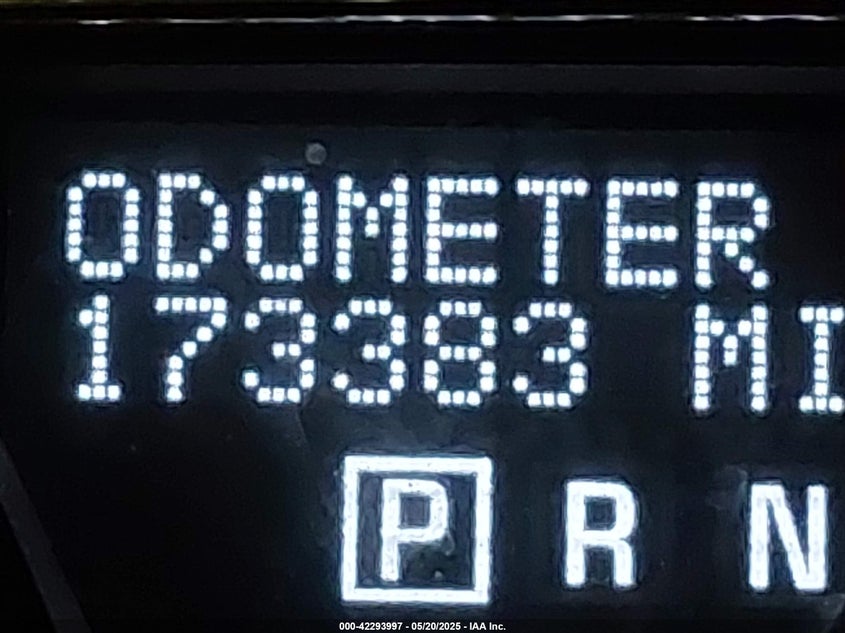 ODOMETER
173383 MI
P R N
000-42293997 - 05/20/2025 - IAA Inc.